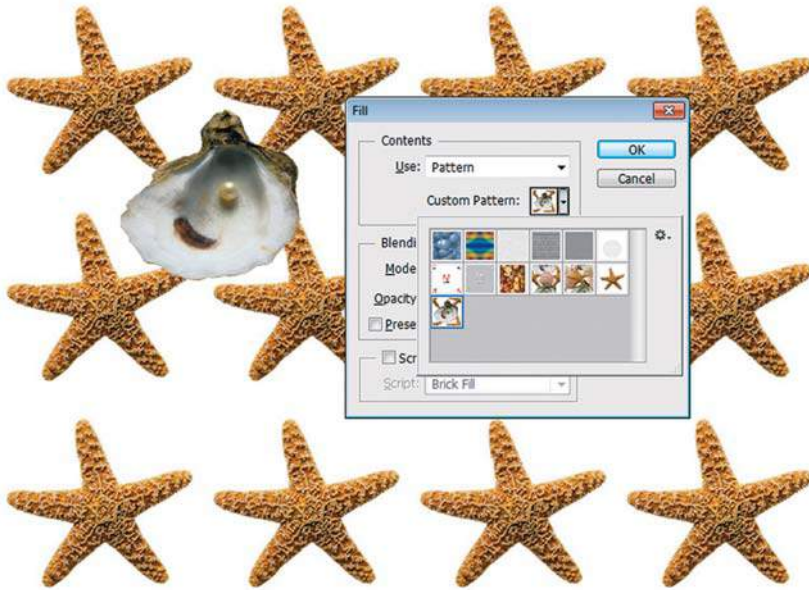 Fill
Contents
Use: Pattern
OK
Cancel
Custom Pattern:
Blendi
Mode
Opacity
Prese
Scr
Script: Brick Fill